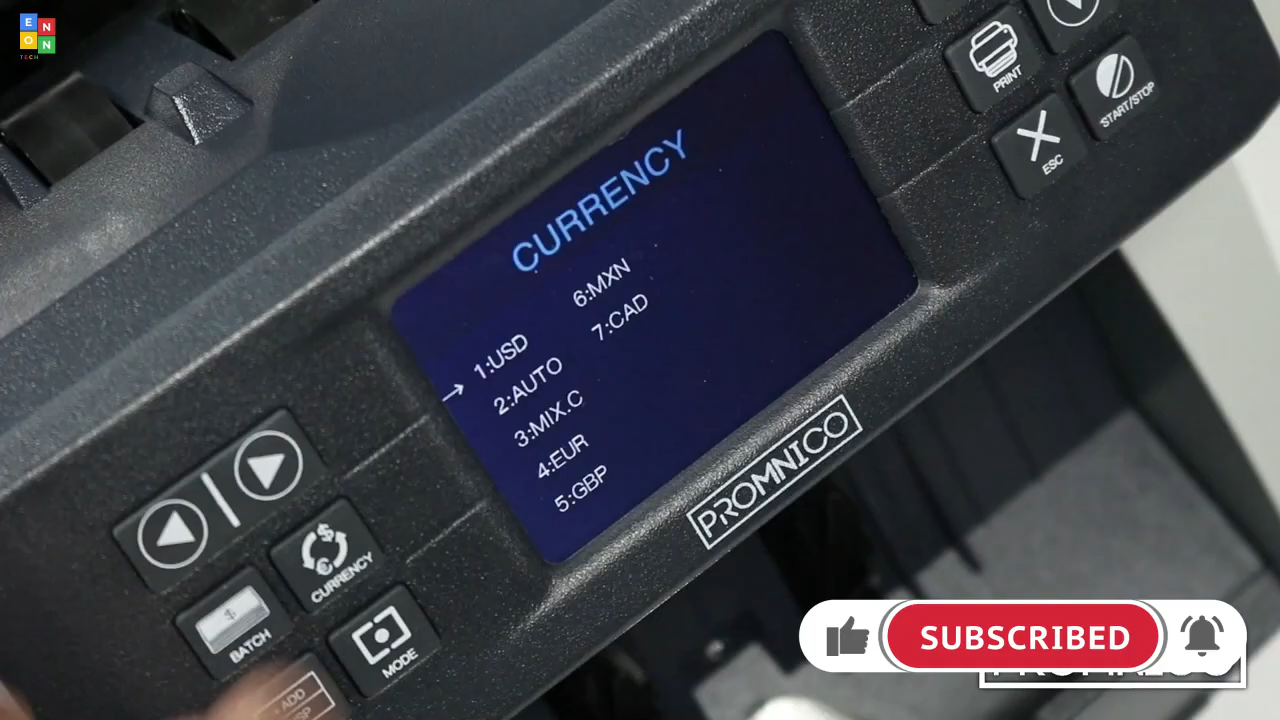 E N
O N
TECH
PRINT
START/STOP
ESC
CURRENCY
1:USD
2:AUTO
3:MIX.C
4:EUR
5:GBP
6:MXN
7:CAD
PROMNICO
$
€
CURRENCY
$
BATCH
MODE
ADD
SUBSCRIBED